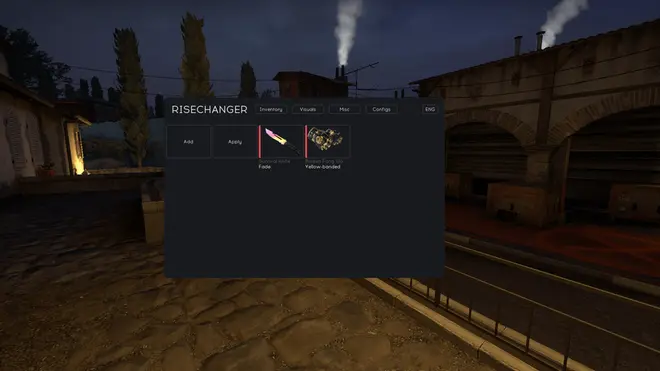 RISECHANGER Inventory Visuals Misc Configs ENG
Add Apply
Fade Yellow-banded